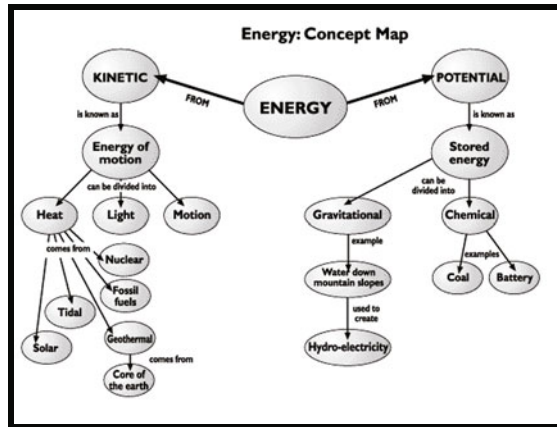 Energy: Concept Map
KINETIC
POTENTIAL
FROM
ENERGY
FROM
is known as
is known as
Energy of
motion
Stored
energy
can be divided into
can be
divided into
Heat
Light
Motion
Gravitational
Chemical
comes from
example
examples
Nuclear
Water down
mountain slopes
Coal
Battery
Fossil
fuels
Tidal
used to
create
Solar
Geothermal
Hydro-electricity
comes from
Core of
the earth